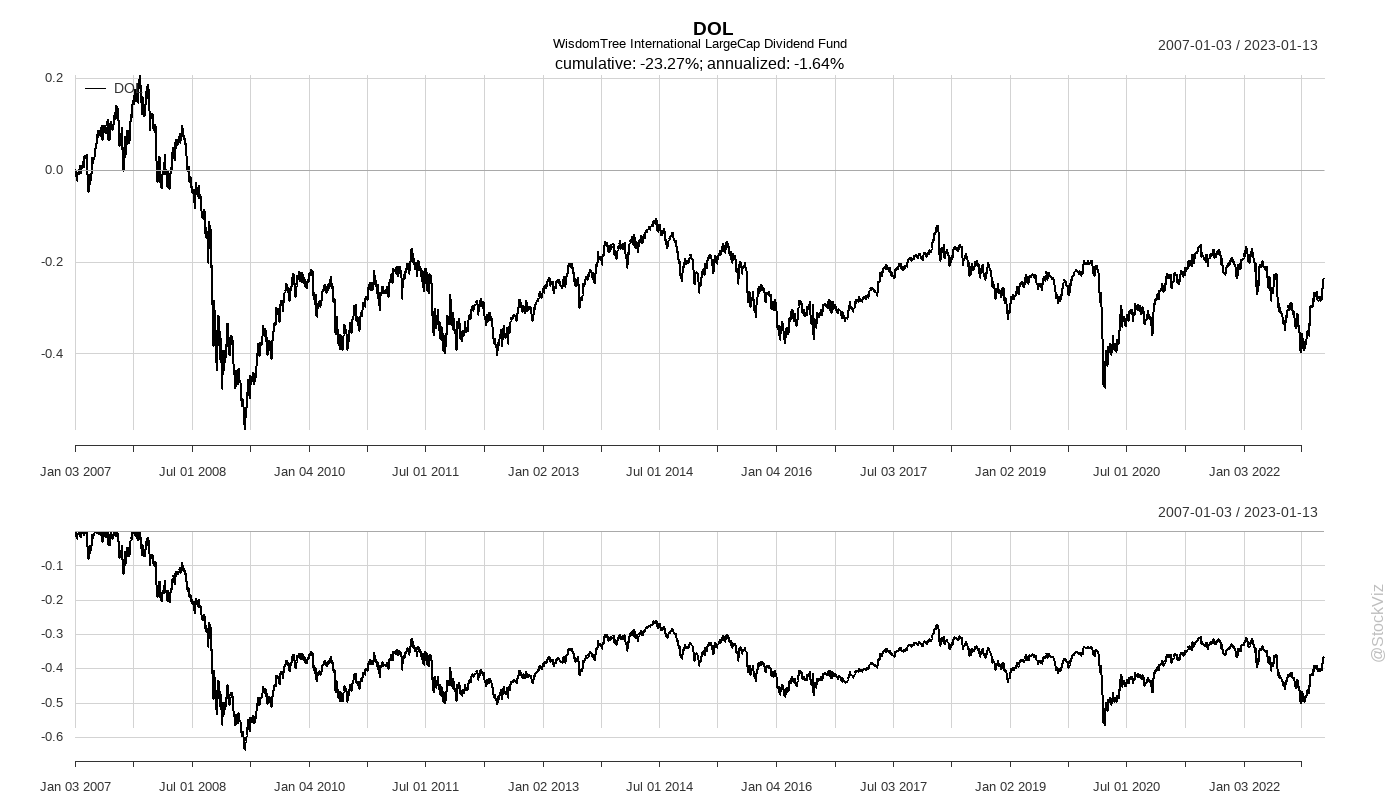 DOL
WisdomTree International LargeCap Dividend Fund
2007-01-03 / 2023-01-13
cumulative: -23.27%; annualized: -1.64%
DOL
0.2
0.0
-0.2
-0.4
Jan 03 2007 Jul 01 2008 Jan 04 2010 Jul 01 2011 Jan 02 2013 Jul 01 2014 Jan 04 2016 Jul 03 2017 Jan 02 2019 Jul 01 2020 Jan 03 2022
2007-01-03 / 2023-01-13
-0.1
-0.2
-0.3
-0.4
-0.5
-0.6
Jan 03 2007 Jul 01 2008 Jan 04 2010 Jul 01 2011 Jan 02 2013 Jul 01 2014 Jan 04 2016 Jul 03 2017 Jan 02 2019 Jul 01 2020 Jan 03 2022
@StockViz